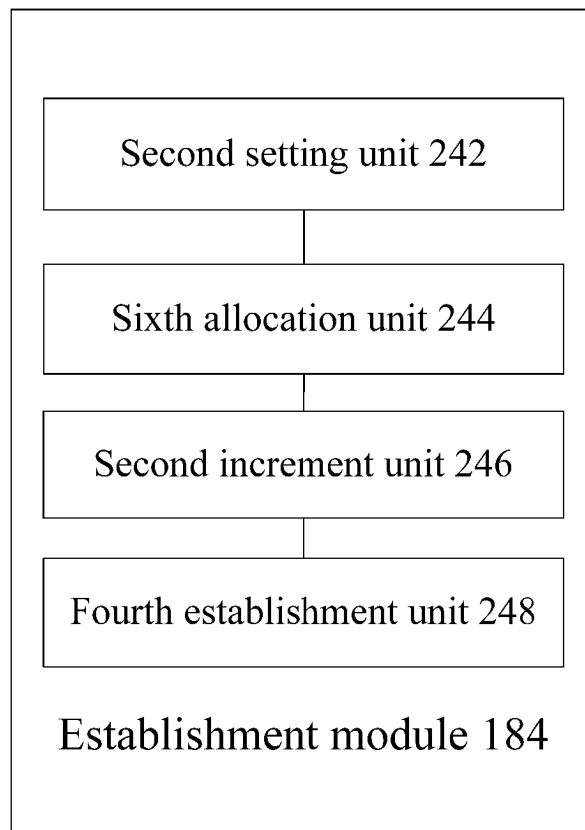 Second setting unit 242
Sixth allocation unit 244
Second increment unit 246
Fourth establishment unit 248
Establishment module 184